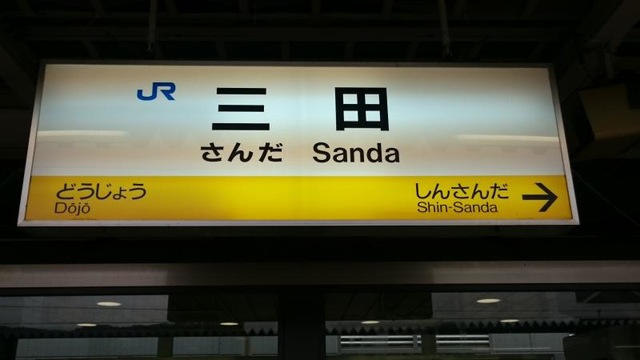 JR 三田
さんだ Sanda
どうじょう しんさんだ →
Dōjō Shin-Sanda